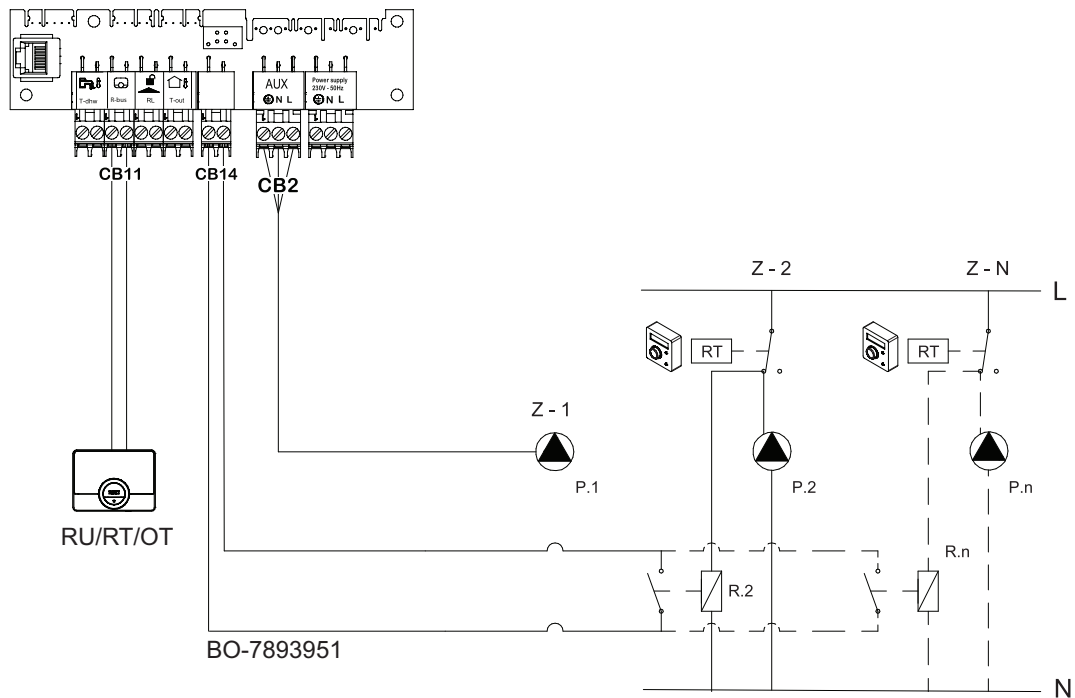 T-dhw R-bus RL T-out
AUX
N L
Power supply
230V - 50Hz
N L
CB11 CB14 CB2
Z - 2 Z - N
L
RT RT
Z - 1
P.1 P.2 P.n
RU/RT/OT
R.2 R.n
BO-7893951
N